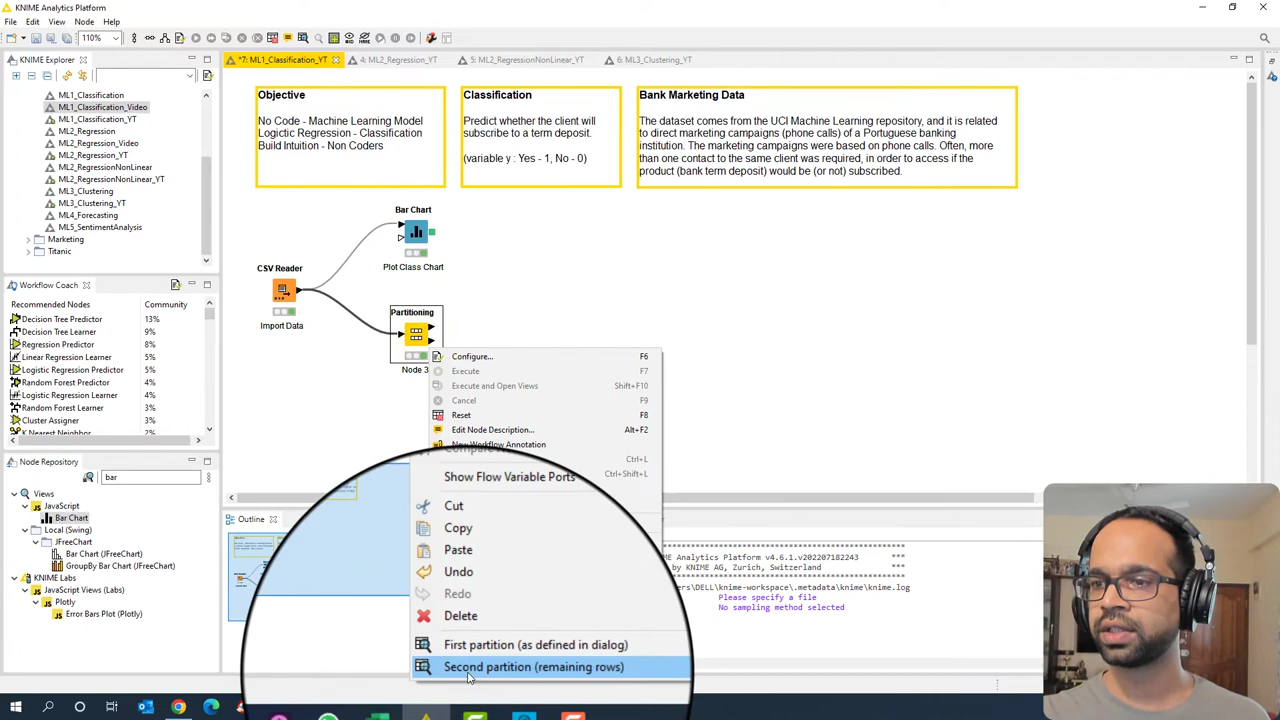 KNIME Analytics Platform
File Edit View Node Help
110%
KNIME Explorer
*7: ML1_Classification_YT
4: ML2_Regression_YT
5: ML2_RegressionNonLinear_YT
6: ML3_Clustering_YT
ML1_Classification
ML1_Classification_Video
ML1_Classification_YT
ML2_Regression
ML2_Regression_Video
ML2_Regression_YT
ML2_RegressionNonLinear
ML2_RegressionNonLinear_YT
ML3_Clustering
ML3_Clustering_YT
ML4_Forecasting
ML5_SentimentAnalysis
Marketing
Titanic
Objective
No Code - Machine Learning Model
Logictic Regression - Classification
Build Intuition - Non Coders
Classification
Predict whether the client will
subscribe to a term deposit.
(variable y : Yes - 1, No - 0)
Bank Marketing Data
The dataset comes from the UCI Machine Learning repository, and it is
related to direct marketing campaigns (phone calls) of a Portuguese banking
institution. The marketing campaigns were based on phone calls. Often, more
than one contact to the same client was required, in order to access if the
product (bank term deposit) would be (or not) subscribed.
Bar Chart
Plot Class Chart
CSV Reader
Import Data
Partitioning
Node 3
Workflow Coach
Recommended Nodes Community
Decision Tree Predictor 13%
Decision Tree Learner 9%
Regression Predictor 8%
Linear Regression Learner 5%
Logistic Regression Predictor 4%
Random Forest Predictor 4%
Logistic Regression Learner 4%
Random Forest Learner 3%
Cluster Assigner 3%
K Nearest Neighbor 2%
Node Repository
bar
Views
JavaScript
Bar Chart
Local (Swing)
JFreeChart
Bar Chart (JFreeChart)
GroupBy Bar Chart (JFreeChart)
KNIME Labs
JavaScript Views (Labs)
Plotly
Error Bars Plot (Plotly)
Configure... F6
Execute F7
Execute and Open Views Shift+F10
Cancel F9
Reset F8
Edit Node Description... Alt+F2
New Workflow Annotation
Ctrl+L
Show Flow Variable Ports Ctrl+Shift+L
Cut
Copy
Paste
Undo
Redo
Delete
First partition (as defined in dialog)
Second partition (remaining rows)
Outline
***
KNIME Analytics Platform v4.6.1.v202207182243 ***
by KNIME AG, Zurich, Switzerland ***
ers\DELL\knime-workspace\.metadata\knime\knime.log
Please specify a file
No sampling method selected